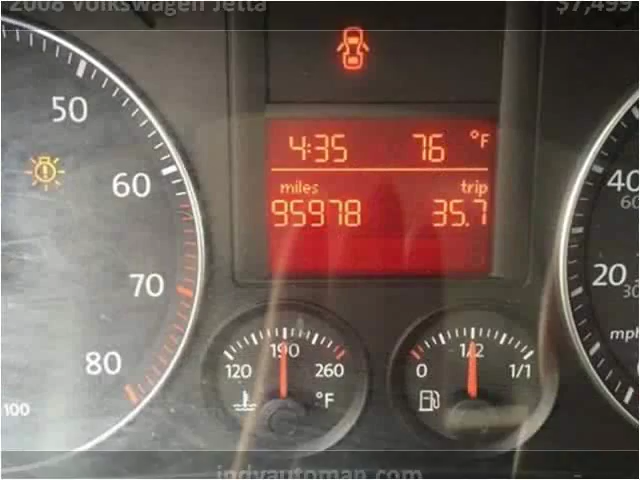 2008 Volkswagen Jetta $7,499
4:35 76 °F
miles trip
95978 35.7
50
60
70
80
100
40
60
20
30
mph
120 190 260
°F
0 1/2 1/1
indyautoman.com